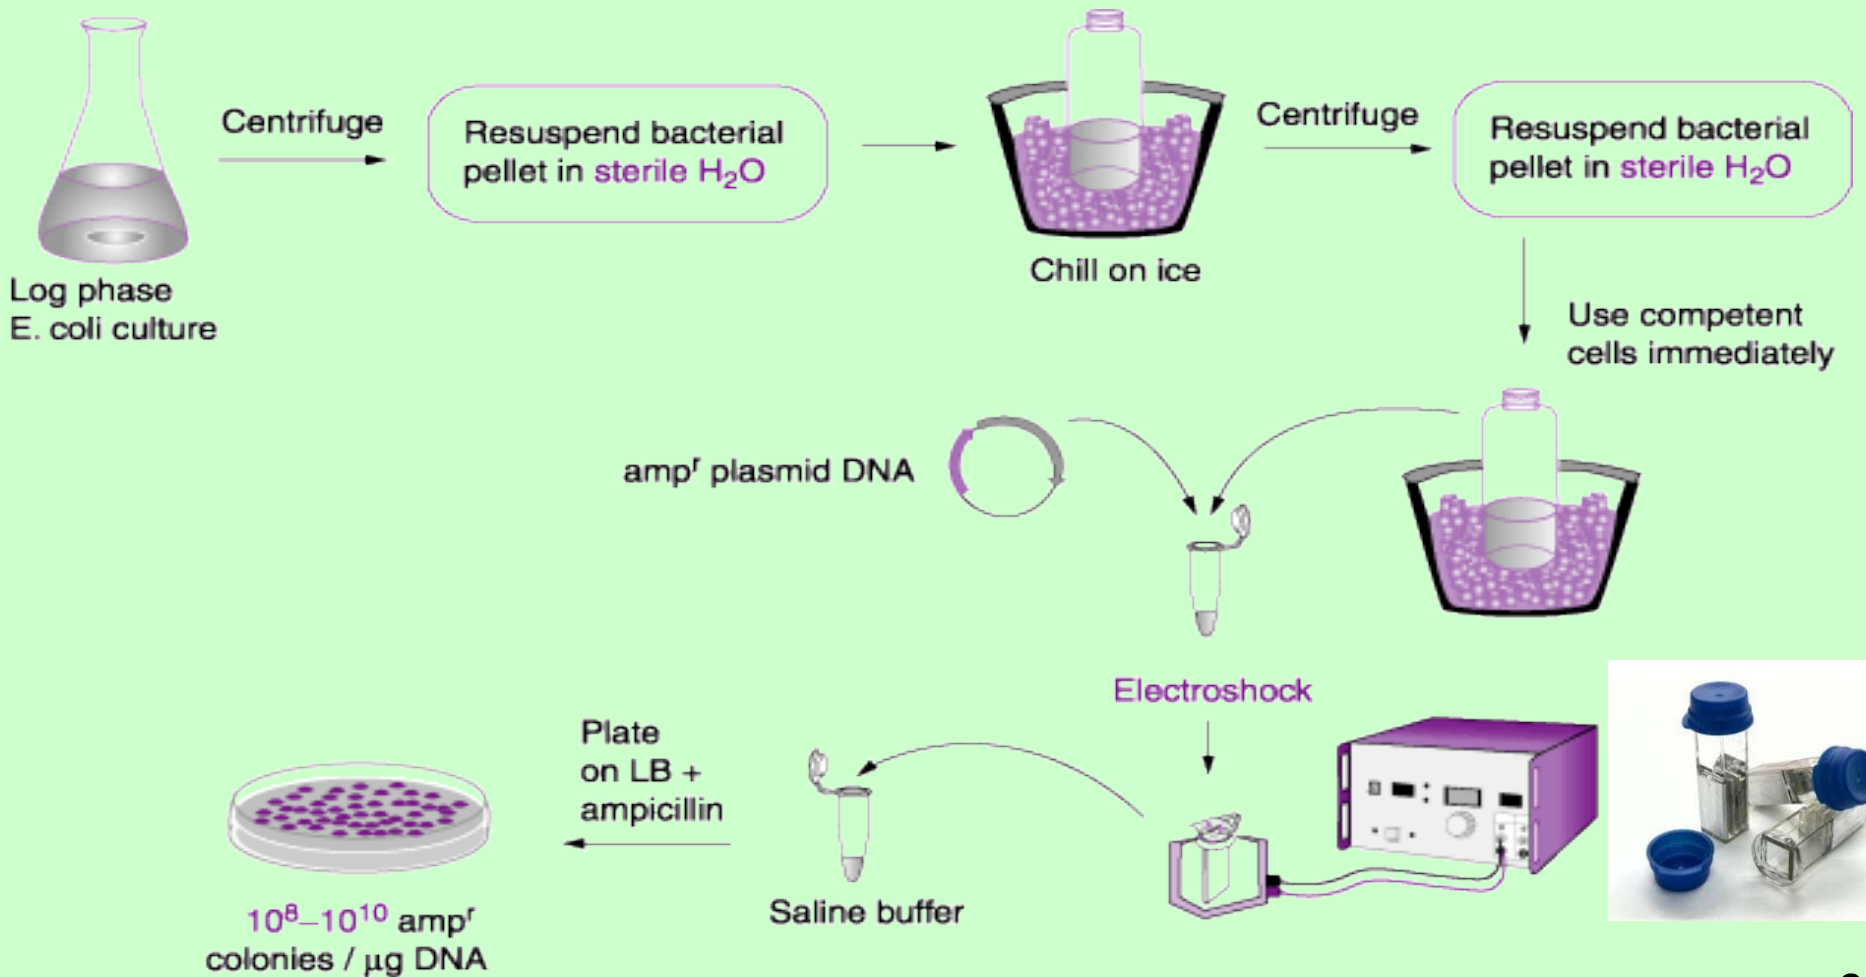 Centrifuge
Resuspend bacterial
pellet in sterile H₂O
Centrifuge
Resuspend bacterial
pellet in sterile H₂O
Chill on ice
Log phase
E. coli culture
Use competent
cells immediately
ampʳ plasmid DNA
Electroshock
Plate
on LB +
ampicillin
Saline buffer
10⁸–10¹⁰ ampʳ
colonies / μg DNA